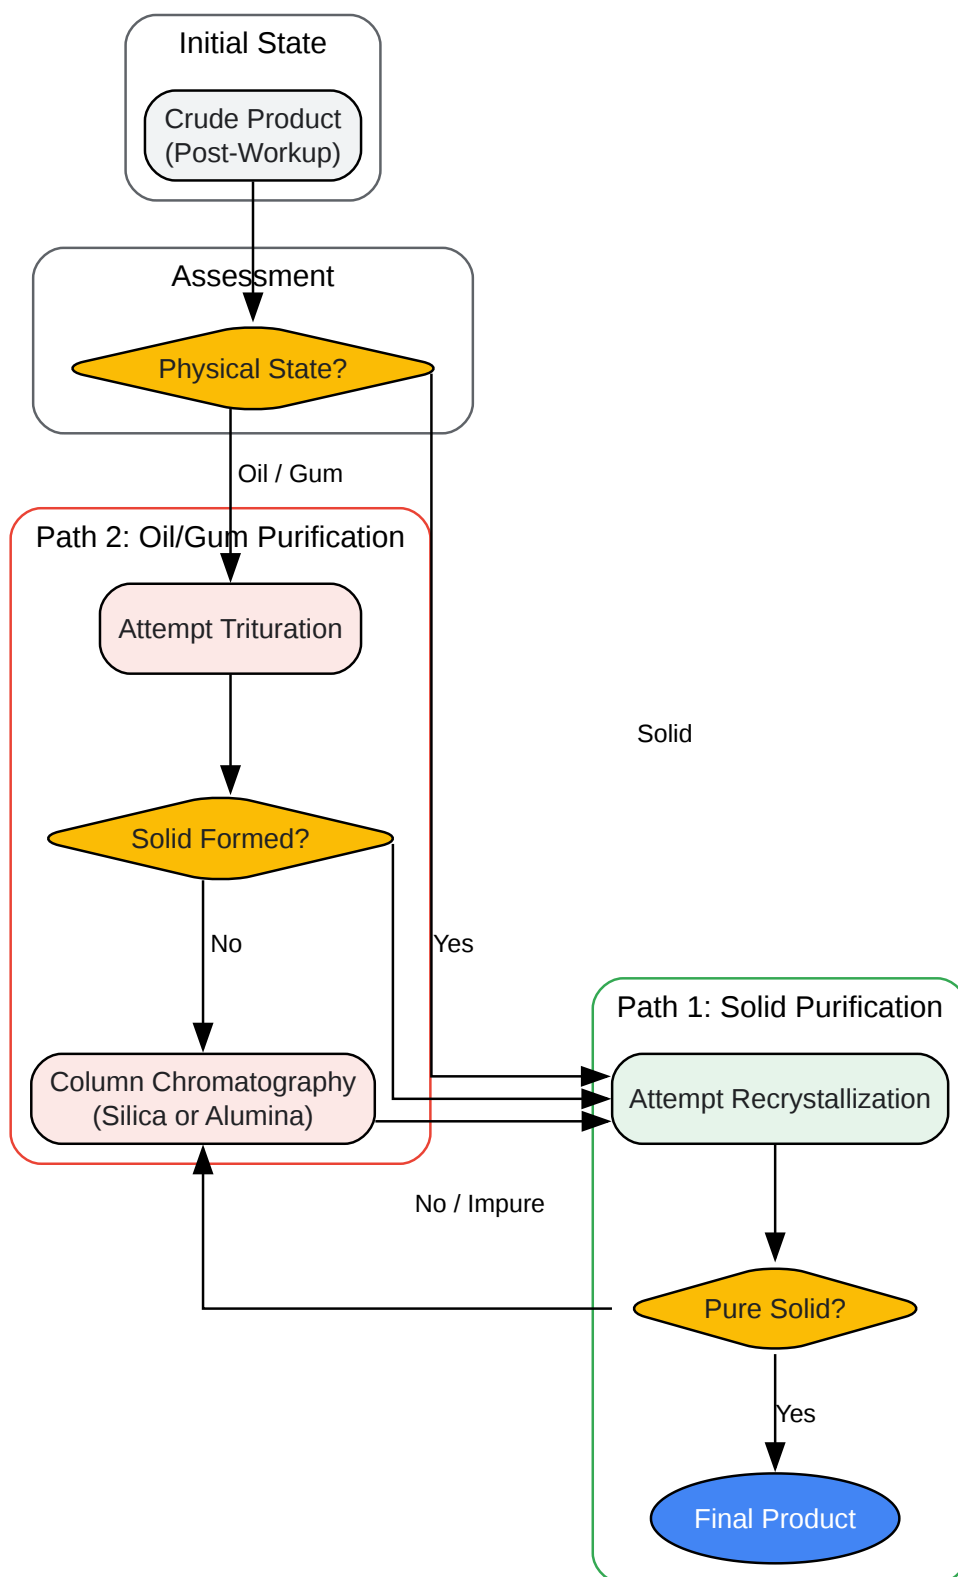 Initial State
Crude Product
(Post-Workup)
Assessment
Physical State?
Oil / Gum
Path 2: Oil/Gum Purification
Attempt Trituration
Solid
Solid Formed?
No
Yes
Path 1: Solid Purification
Column Chromatography
(Silica or Alumina)
Attempt Recrystallization
No / Impure
Pure Solid?
Yes
Final Product